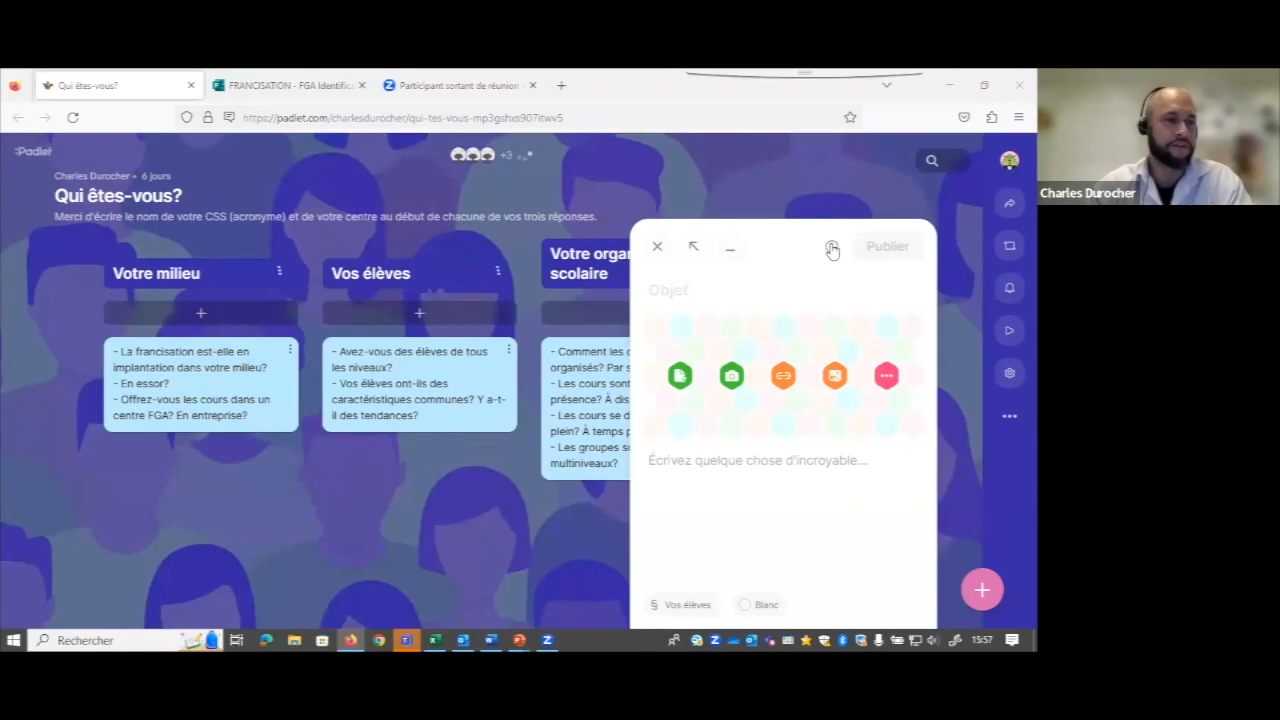 Qui êtes-vous?
FRANCISATION - FGA Identific
Participant sortant de réunion
https://padlet.com/charlesdurocher/qui-tes-vous-mp3gshxs907itwv5
:Padlet
+3
Charles Durocher • 6 jours
Qui êtes-vous?
Merci d'écrire le nom de votre CSS (acronyme) et de votre centre au début de chacune de vos trois réponses.
Votre milieu
- La francisation est-elle en
implantation dans votre milieu?
- En essor?
- Offrez-vous les cours dans un
centre FGA? En entreprise?
Vos élèves
- Avez-vous des élèves de tous
les niveaux?
- Vos élèves ont-ils des
caractéristiques communes? Y a-t-
il des tendances?
Votre organ
scolaire
- Comment les c
organisés? Par s
- Les cours sont
présence? À dis
- Les cours se d
plein? À temps p
- Les groupes so
multiniveaux?
Publier
Objet
Écrivez quelque chose d'incroyable...
Vos élèves
Blanc
Charles Durocher
Rechercher
15:57